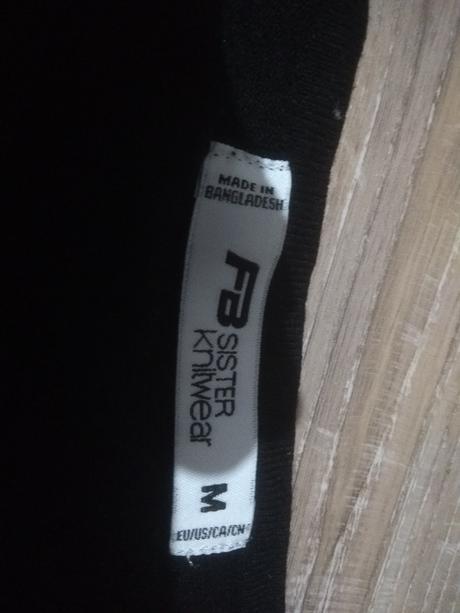 MADE IN
BANGLADESH
FB
SISTER
knitwear
M
EU/US/CA/CN